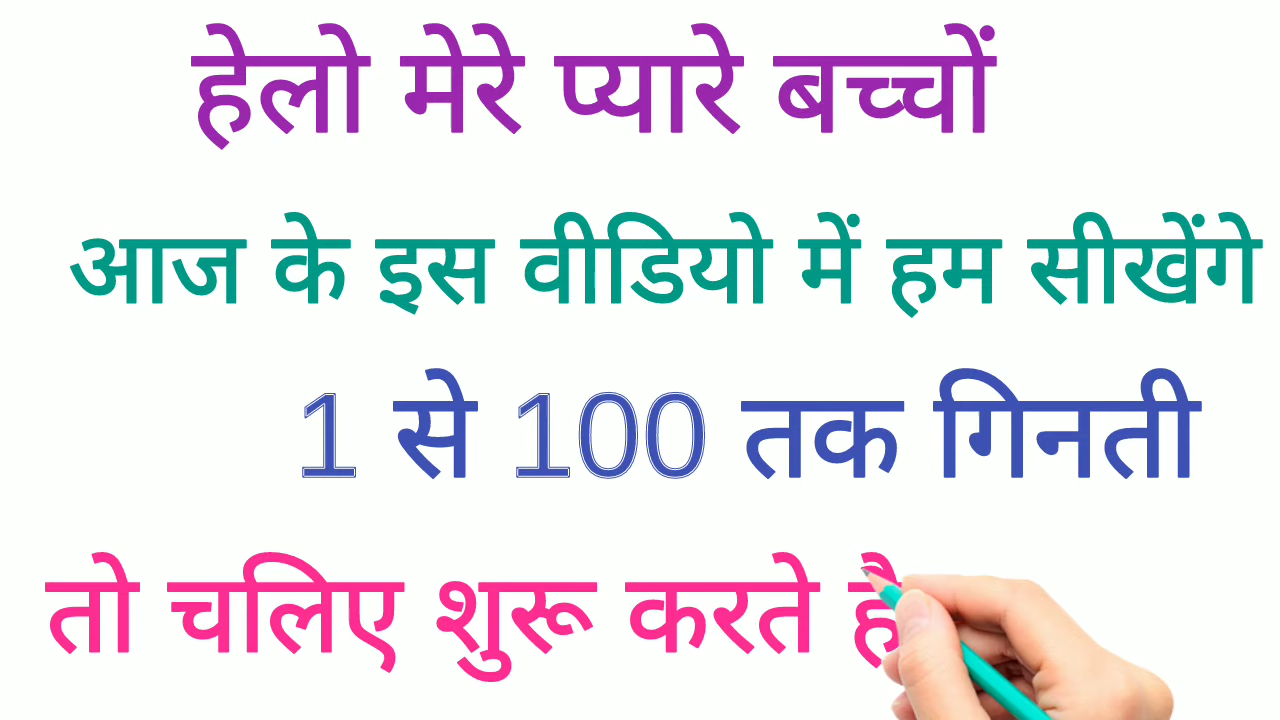 हेलो मेरे प्यारे बच्चों
आज के इस वीडियो में हम सीखेंगे
1 से 100 तक गिनती
तो चलिए शुरू करते है